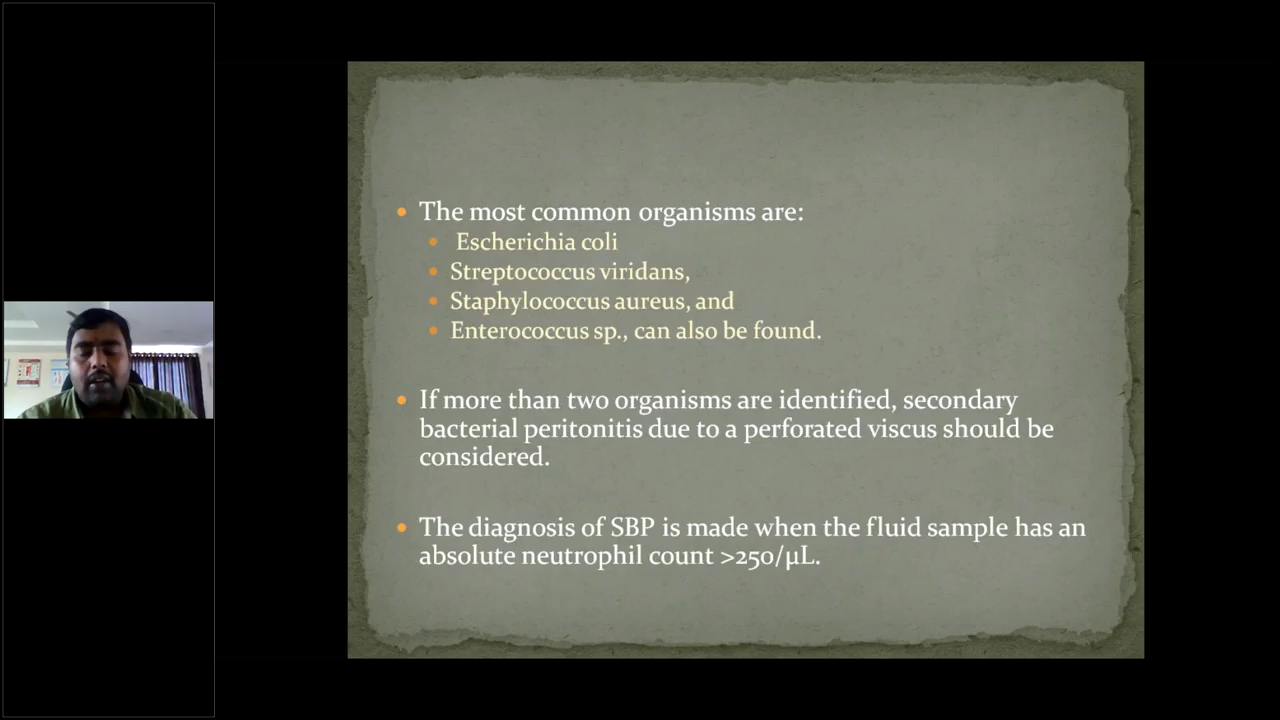 The most common organisms are:
Escherichia coli
Streptococcus viridans,
Staphylococcus aureus, and
Enterococcus sp., can also be found.
If more than two organisms are identified, secondary
bacterial peritonitis due to a perforated viscus should be
considered.
The diagnosis of SBP is made when the fluid sample has an
absolute neutrophil count >250/µL.